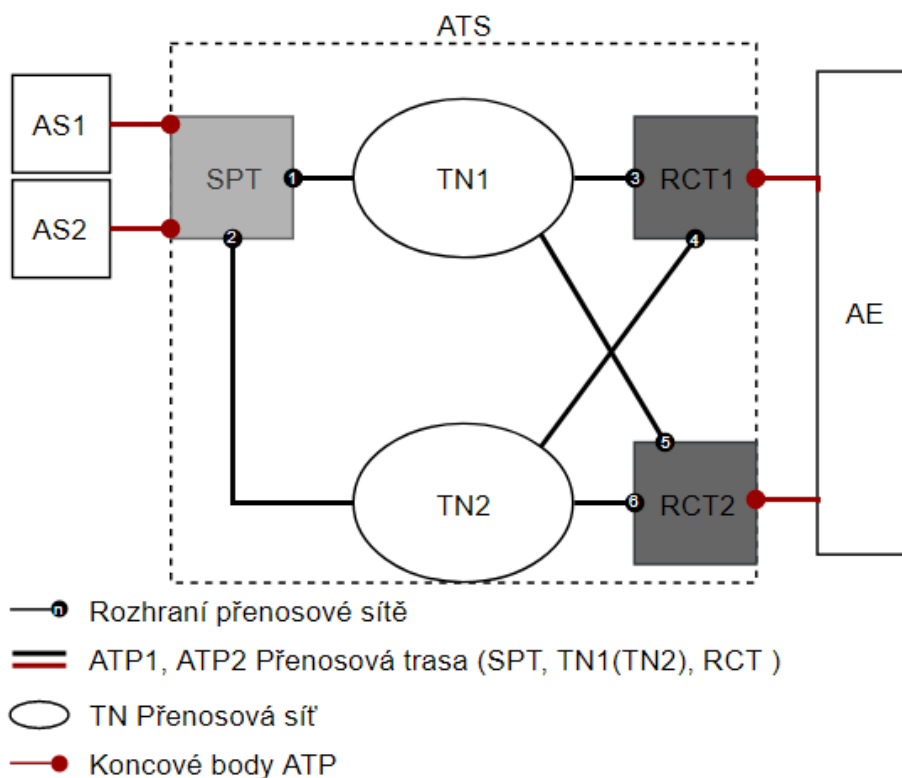 ATS
AS1
AS2
SPT
1
2
TN1
TN2
3
RCT1
4
5
6
RCT2
AE
n Rozhraní přenosové sítě
ATP1, ATP2 Přenosová trasa (SPT, TN1(TN2), RCT )
TN Přenosová síť
Koncové body ATP